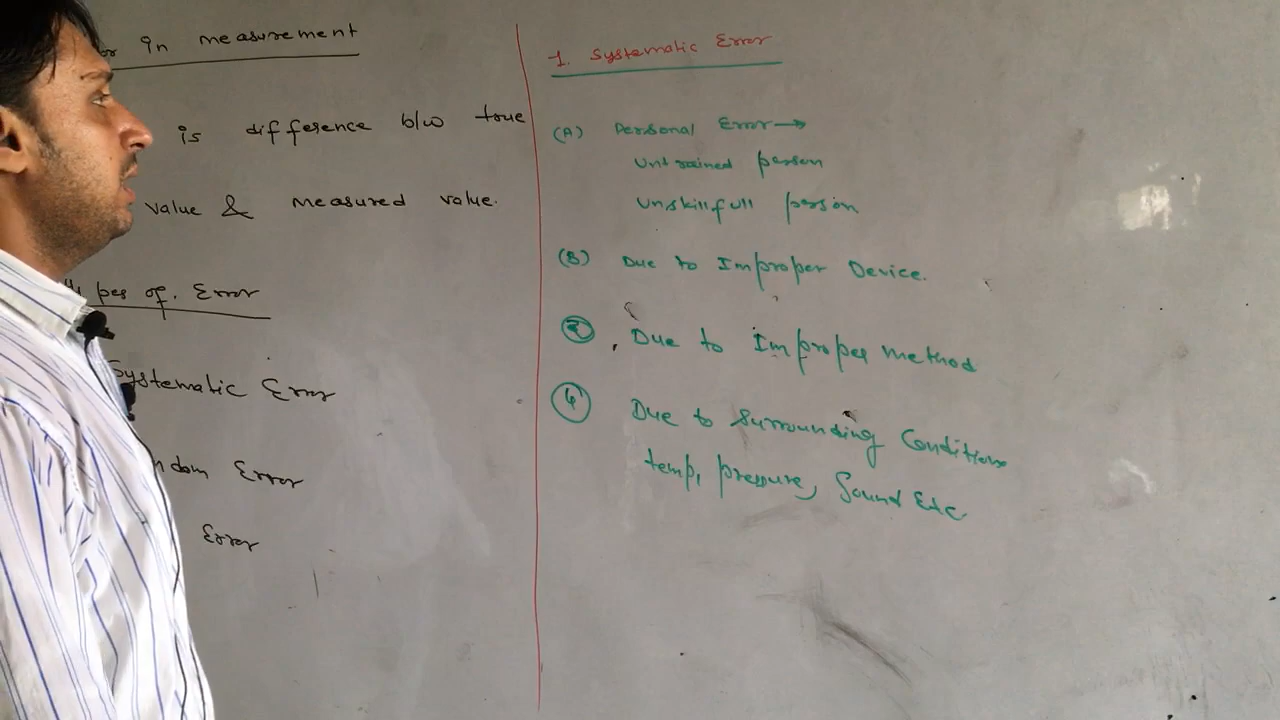 in measurement
is difference b/w true
value & measured value.
pes of. Error
Systematic Error
ndom Error
Error
1. Systematic Error
(A) Personal Error→
Untrained person
Unskillfull person
(B) Due to Improper Device.
3. Due to Improper method
4 Due to Surrounding Conditions
temp, pressure, Sound Etc